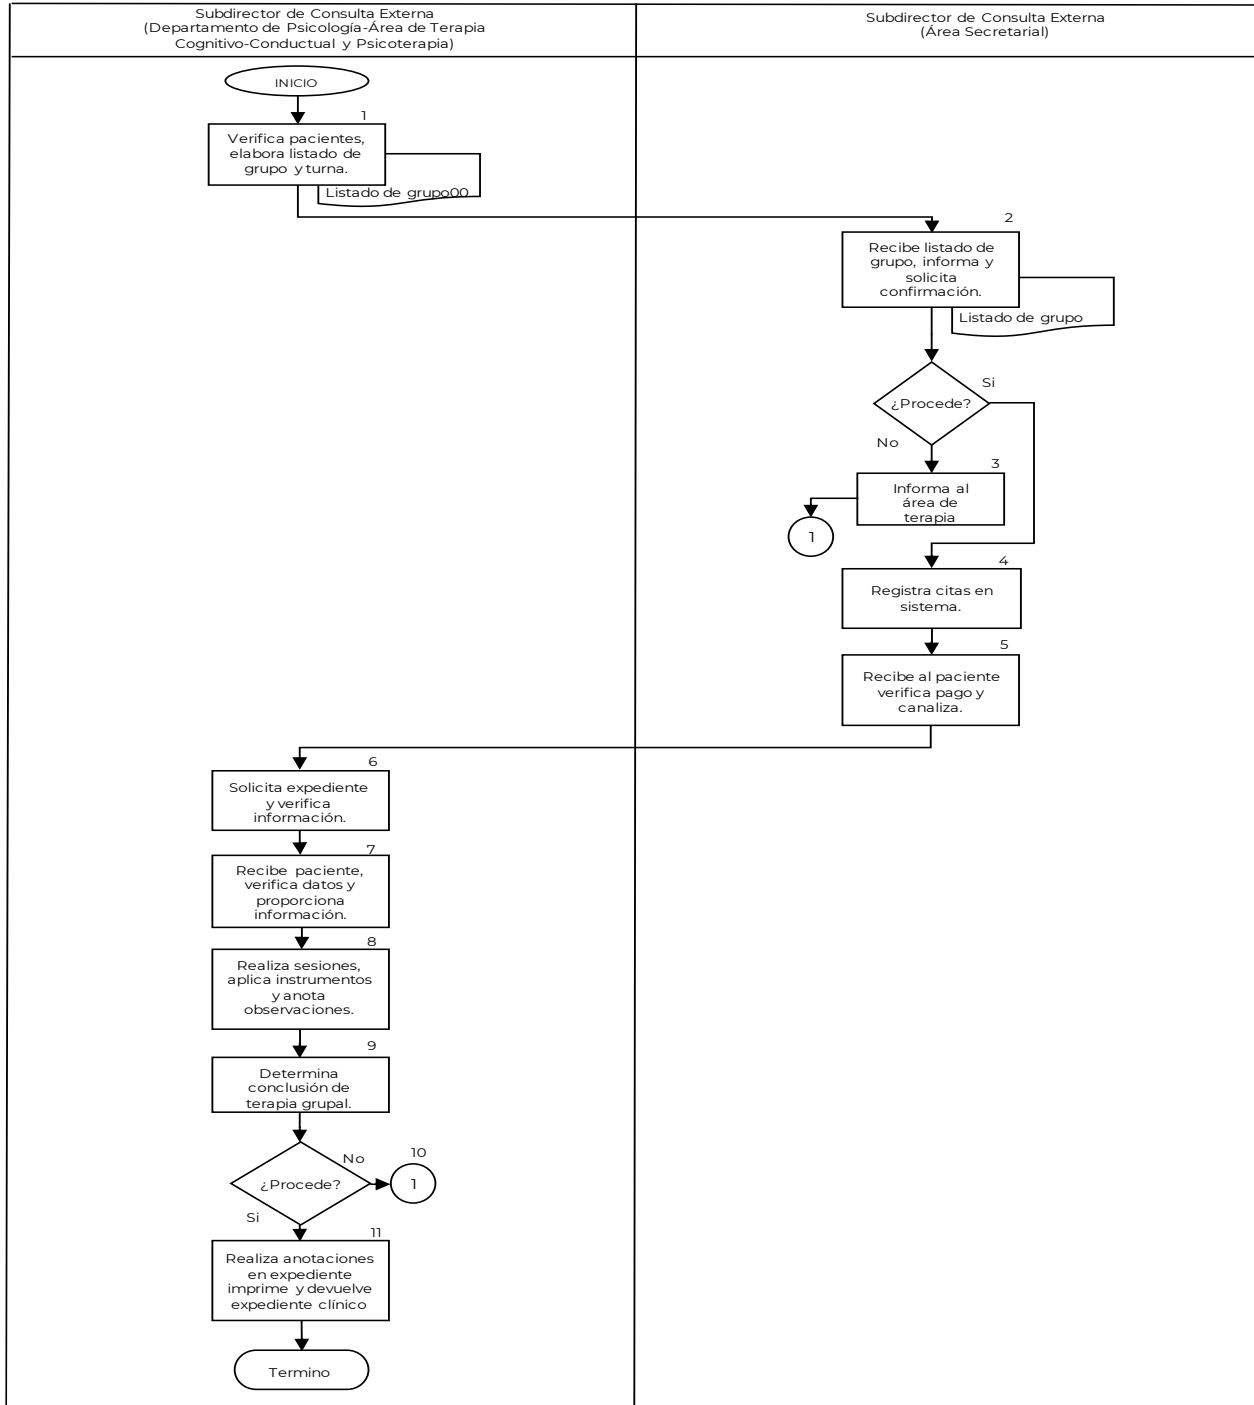 Subdirector de Consulta Externa
(Departamento de Psicología-Área de Terapia
Cognitivo-Conductual y Psicoterapia)
Subdirector de Consulta Externa
(Área Secretarial)
INICIO
1
Verifica pacientes,
elabora listado de
grupo y turna.
Listado de grupo00
2
Recibe listado de
grupo, informa y
solicita
confirmación.
Listado de grupo
Si
¿Procede?
No
3
Informa al
área de
terapia
1
4
Registra citas en
sistema.
5
Recibe al paciente
verifica pago y
canaliza.
6
Solicita expediente
y verifica
información.
7
Recibe paciente,
verifica datos y
proporciona
información.
8
Realiza sesiones,
aplica instrumentos
y anota
observaciones.
9
Determina
conclusión de
terapia grupal.
10
No
¿Procede?
1
Si
11
Realiza anotaciones
en expediente
imprime y devuelve
expediente clínico
Termino